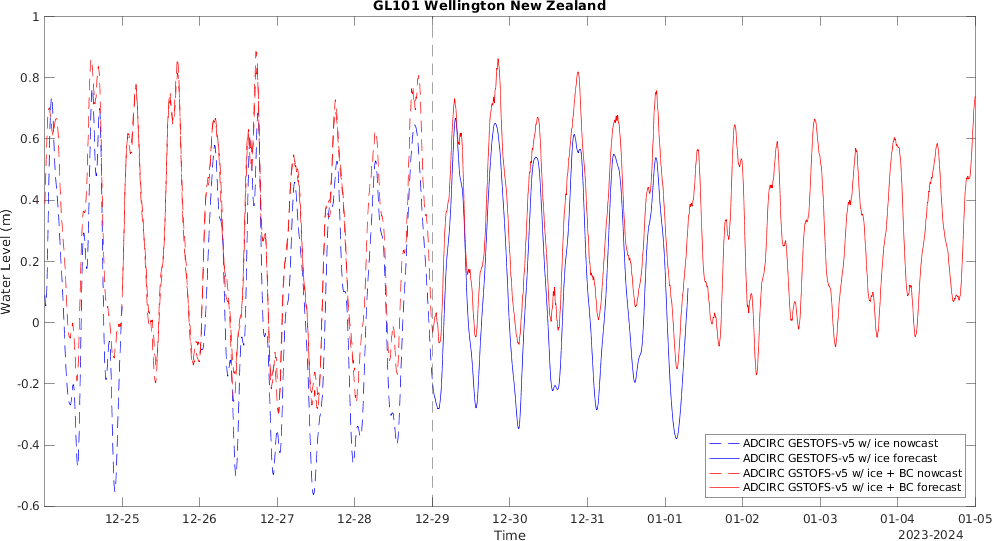 GL101 Wellington New Zealand
1
0.8
0.6
0.4
0.2
0
-0.2
-0.4
-0.6
Water Level (m)
12-25 12-26 12-27 12-28 12-29 12-30 12-31 01-01 01-02 01-03 01-04 01-05
Time
2023-2024
ADCIRC GESTOFS-v5 w/ ice nowcast
ADCIRC GESTOFS-v5 w/ ice forecast
ADCIRC GSTOFS-v5 w/ ice + BC nowcast
ADCIRC GSTOFS-v5 w/ ice + BC forecast